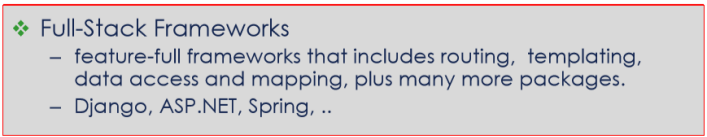 Full-Stack Frameworks
– feature-full frameworks that includes routing, templating,
data access and mapping, plus many more packages.
– Django, ASP.NET, Spring, ..